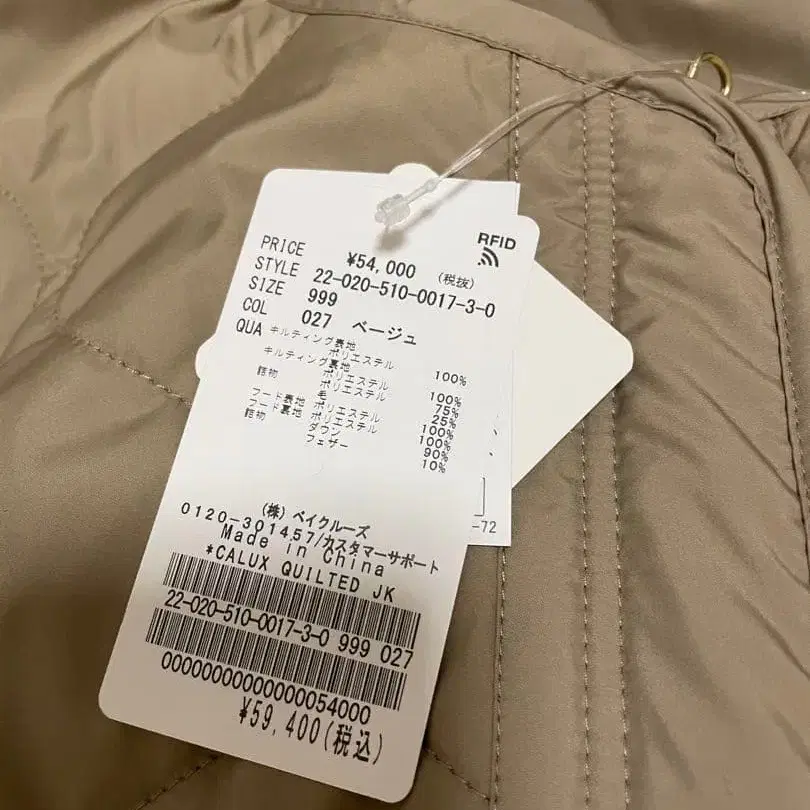 RFID
PRICE ¥54,000 (税抜)
STYLE 22-020-510-0017-3-0
SIZE 999
COL 027 ベージュ
QUA キルティング表地
ポリエステル 100%
キルティング裏地
ポリエステル 100%
詰物 ポリエステル 75%
毛 25%
フード表地 ポリエステル 100%
フード裏地 ポリエステル 100%
詰物 ダウン 90%
フェザー 10%
(株)ベイクルーズ
0120-301457/カスタマーサポート
Made in China
*CALUX QUILTED JK
22-020-510-0017-3-0 999 027
00000000000000054000
¥59,400(税込)
-72